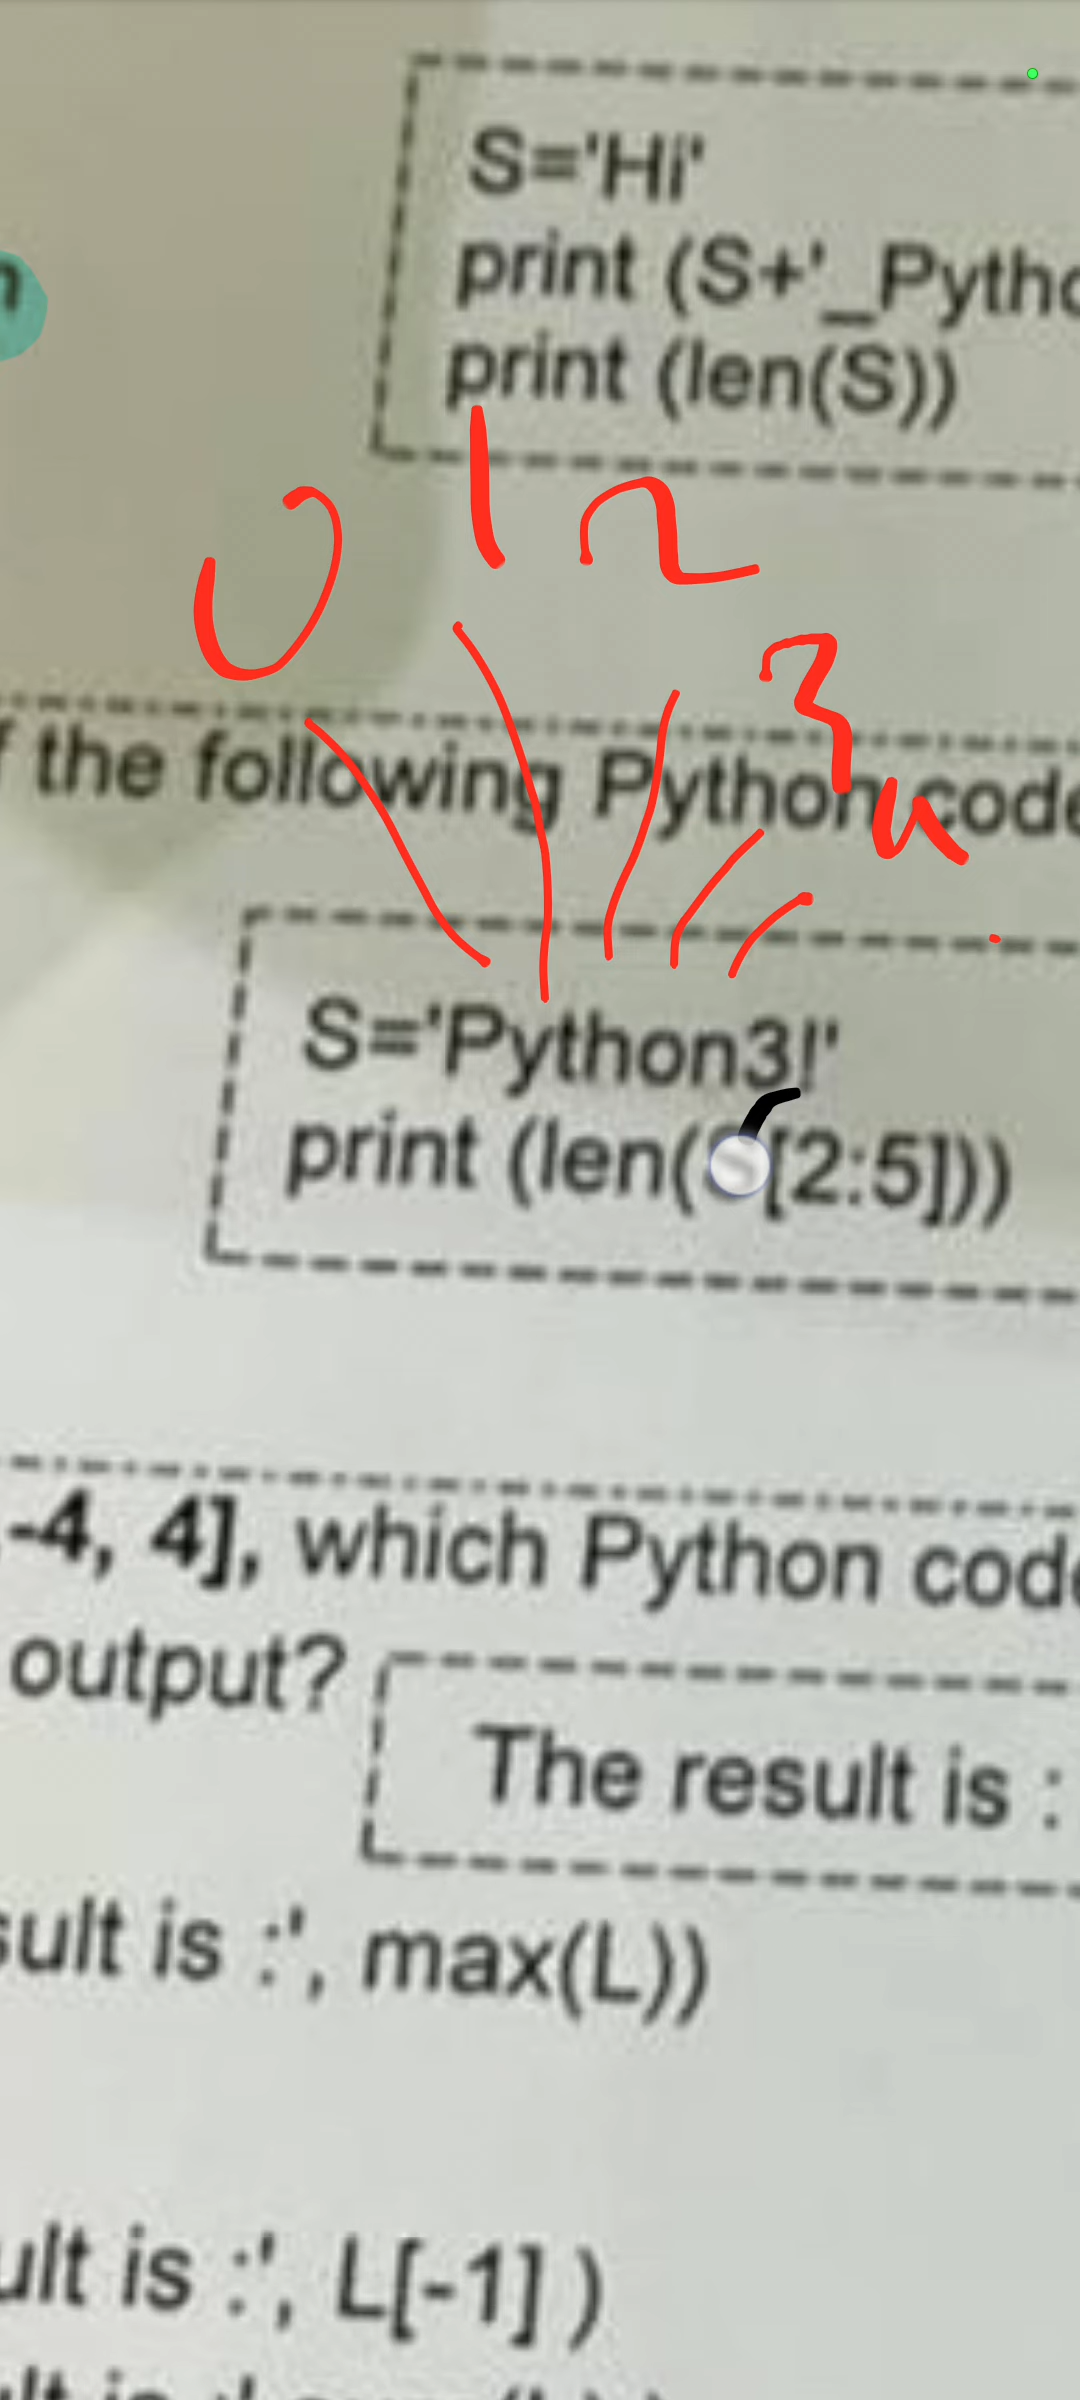 S='Hi'
print (S+'_Pytho
print (len(S))
0 1 2 3 4
f the following Python code
S='Python3!'
print (len(S[2:5]))
-4, 4], which Python code
output?
The result is :
sult is :', max(L))
ult is :', L[-1] )